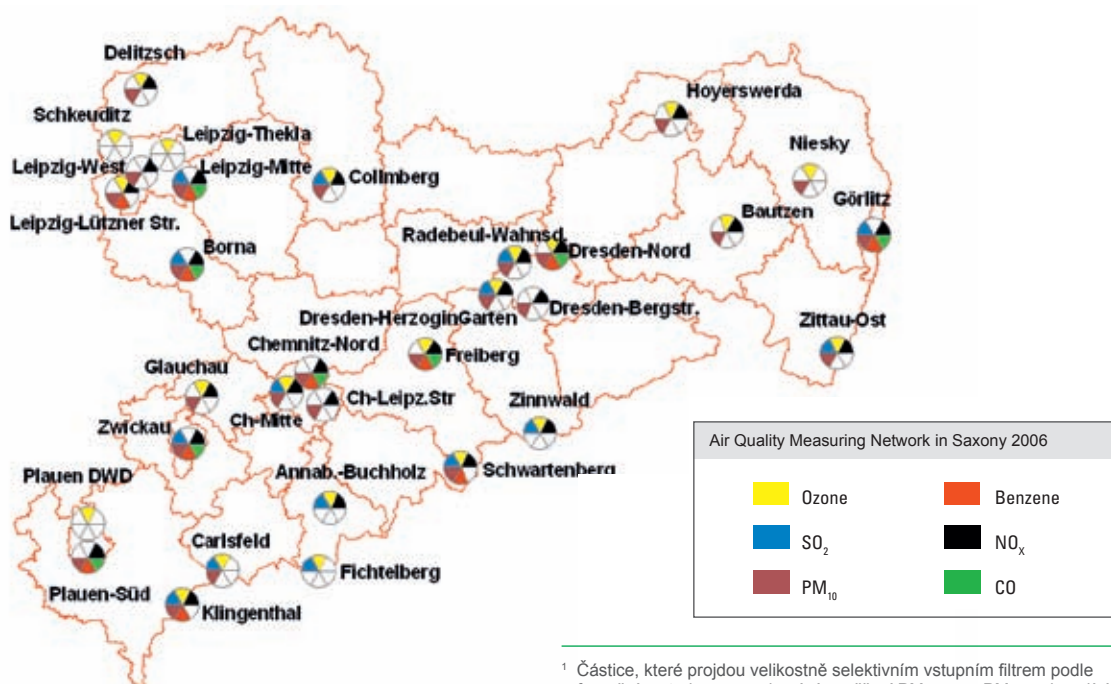 Delitzsch
Schkeuditz
Leipzig-Thekla
Leipzig-West
Leipzig-Mitte
Leipzig-Lützner Str.
Collmberg
Borna
Hoyerswerda
Niesky
Görlitz
Bautzen
Radebeul-Wahnsd.
Dresden-Nord
Dresden-HerzoginGarten
Dresden-Bergstr.
Zittau-Ost
Chemnitz-Nord
Freiberg
Glauchau
Ch-Mitte
Ch-Leipz.Str
Zinnwald
Zwickau
Annab.-Buchholz
Schwartenberg
Plauen DWD
Carlsfeld
Fichtelberg
Plauen-Süd
Klingenthal
Air Quality Measuring Network in Saxony 2006
Ozone
Benzene
SO₂
NOₓ
PM₁₀
CO
¹ Částice, které projdou velikostně selektivním vstupním filtrem podle